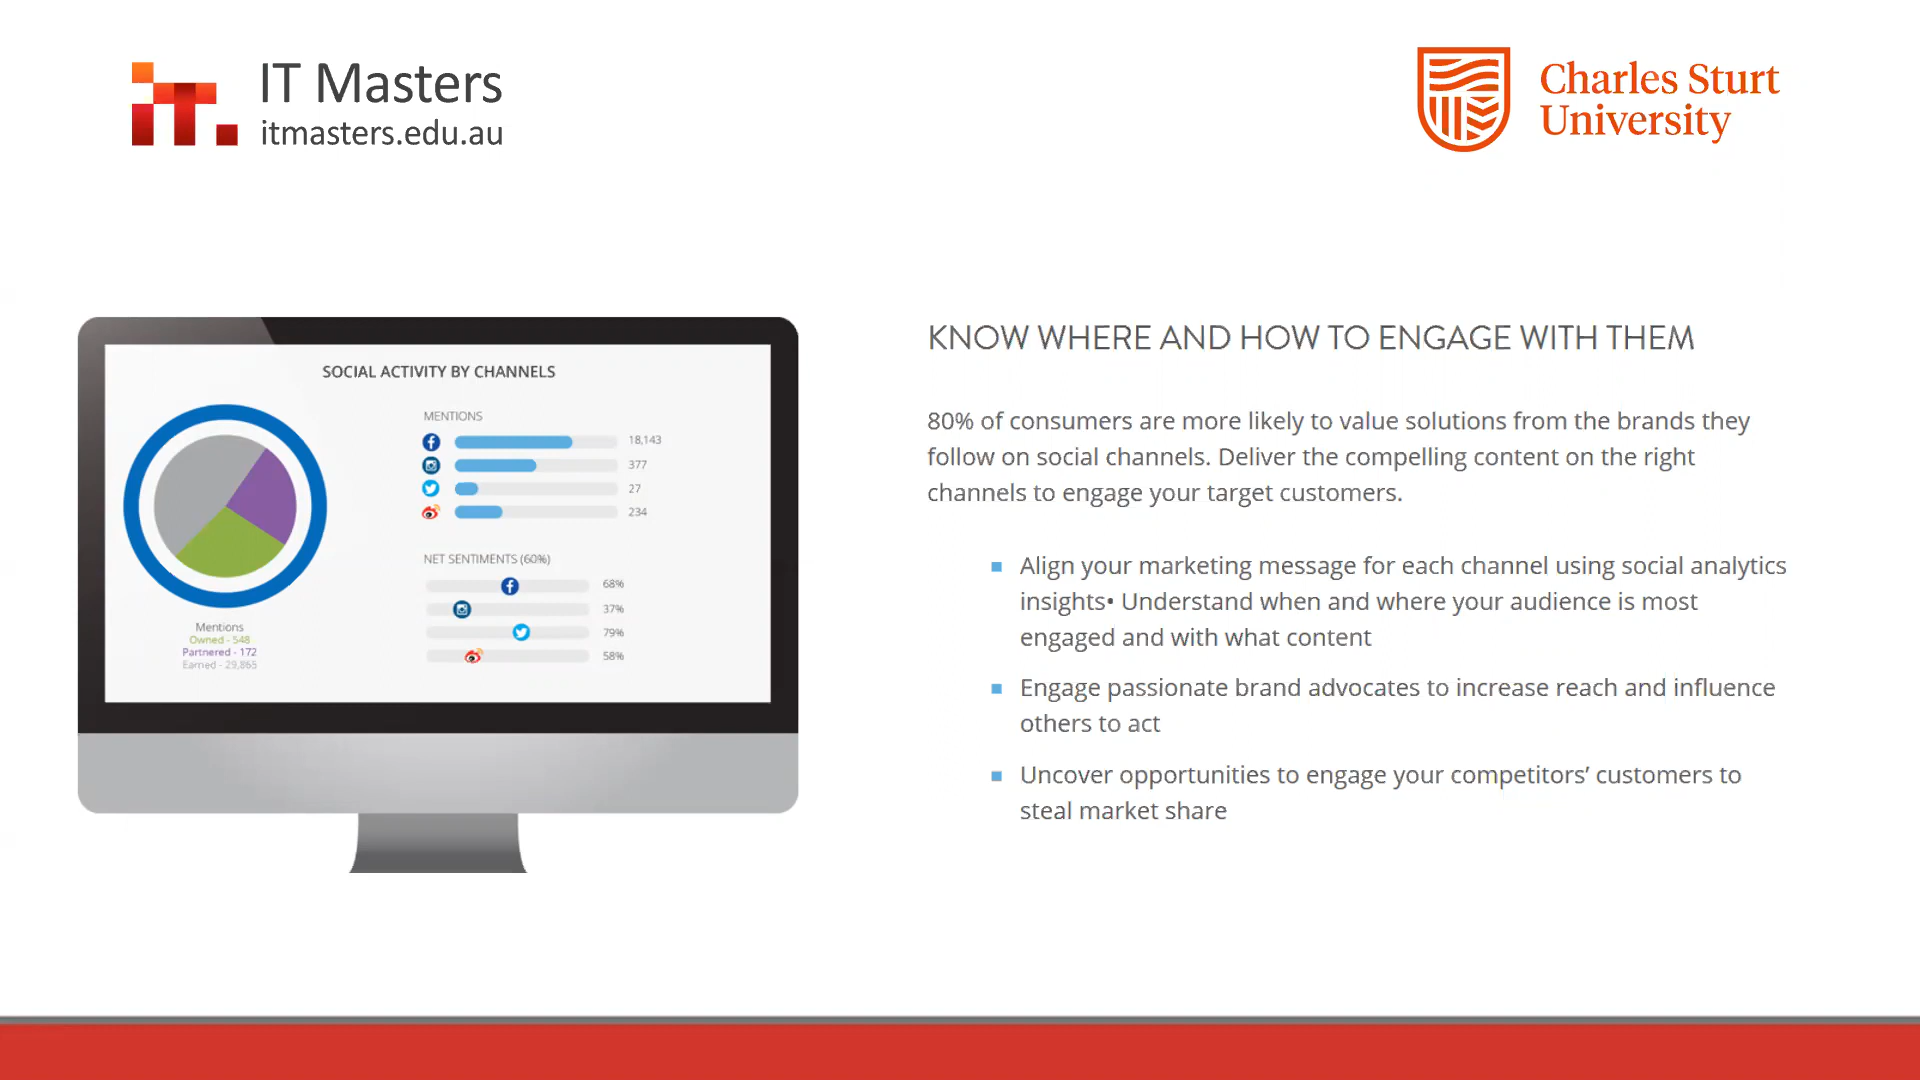 IT Masters
itmasters.edu.au
Charles Sturt
University
SOCIAL ACTIVITY BY CHANNELS
MENTIONS
18,143
377
27
234
NET SENTIMENTS (60%)
68%
37%
79%
58%
Mentions
Owned - 548
Partnered - 172
Earned - 29,865
KNOW WHERE AND HOW TO ENGAGE WITH THEM
80% of consumers are more likely to value solutions from the brands they
follow on social channels. Deliver the compelling content on the right
channels to engage your target customers.
Align your marketing message for each channel using social analytics
insights• Understand when and where your audience is most
engaged and with what content
Engage passionate brand advocates to increase reach and influence
others to act
Uncover opportunities to engage your competitors’ customers to
steal market share